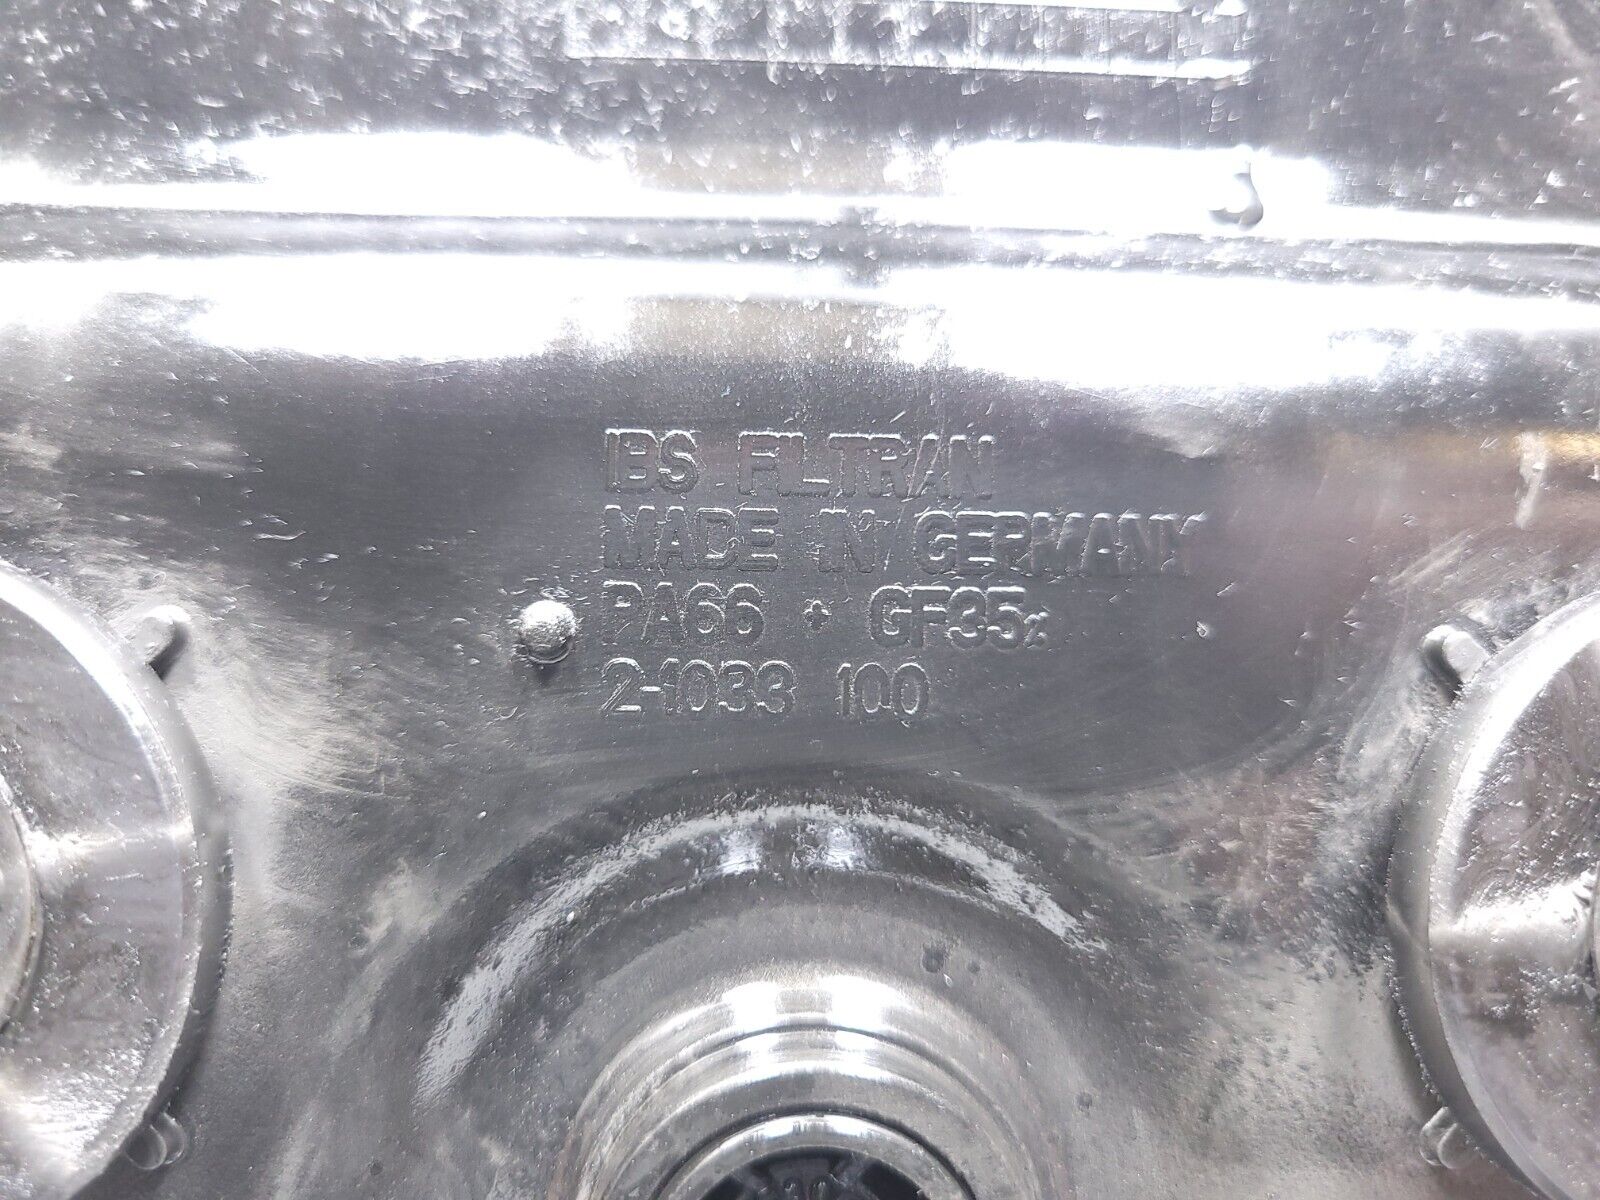 IBS FILTRAN
MADE IN GERMANY
PA66 + GF35%
2-1033 100